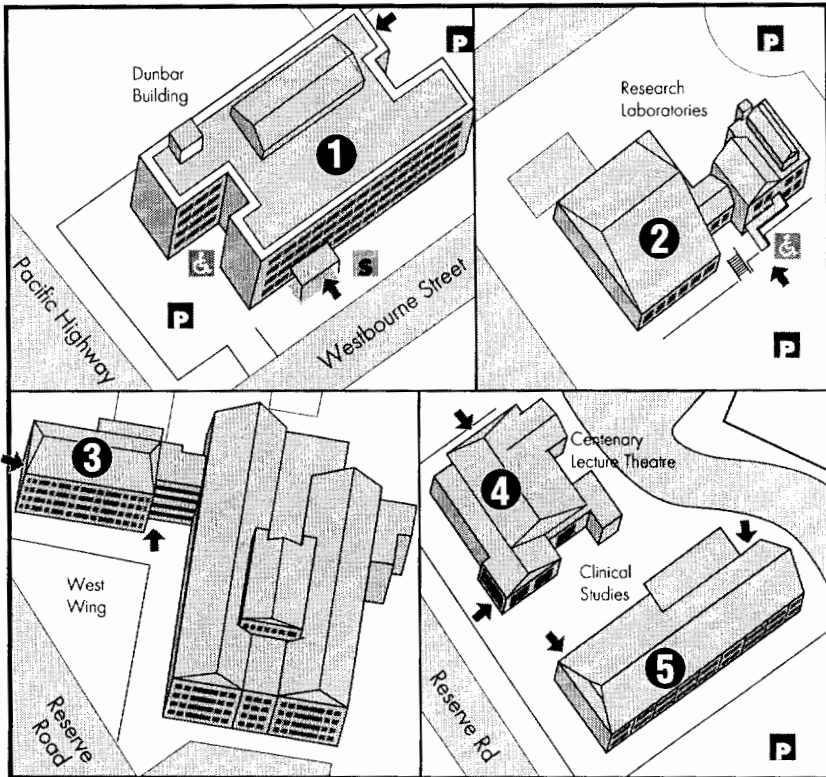 Dunbar
Building
P
1
S
P
Pacific Highway
Westbourne Street
P
Research
Laboratories
2
P
3
West
Wing
Reserve
Road
4
Centenary
Lecture Theatre
Clinical
Studies
5
Reserve Rd
P